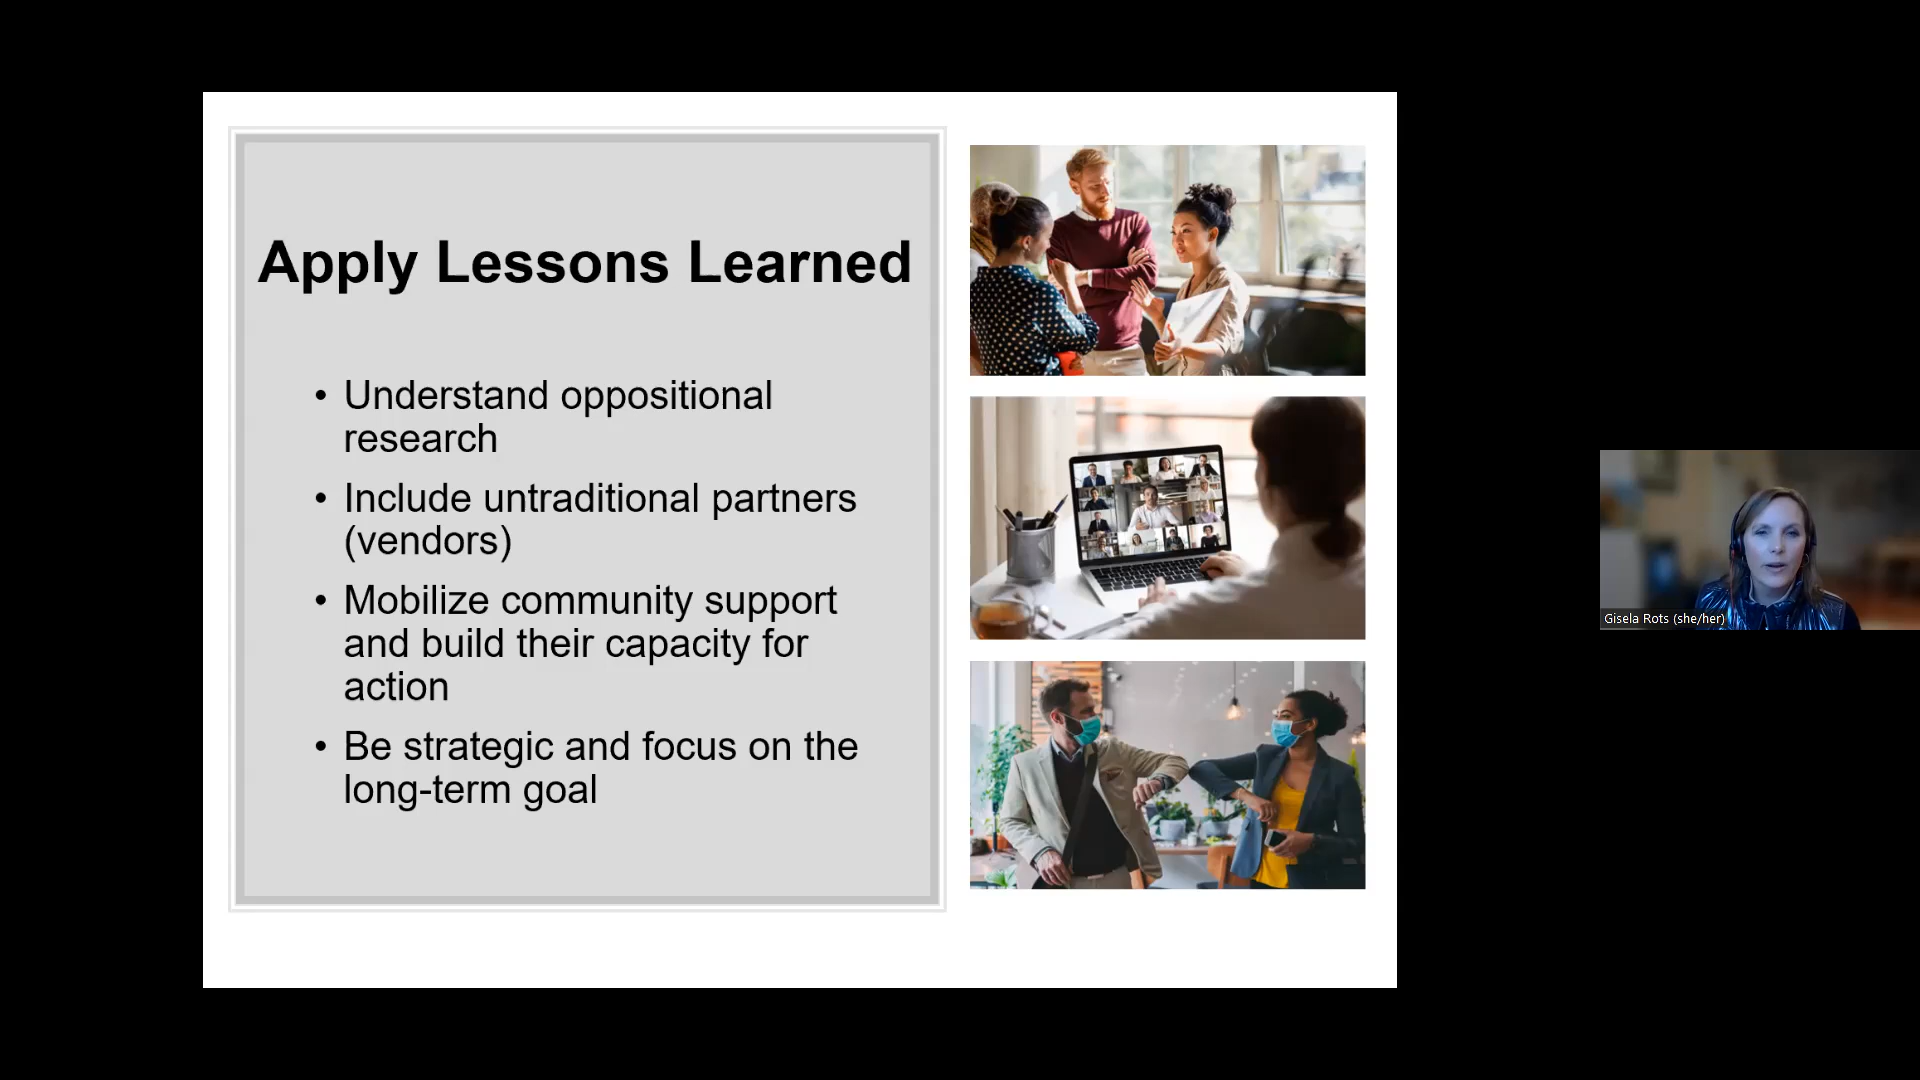 Apply Lessons Learned
• Understand oppositional
research
• Include untraditional partners
(vendors)
• Mobilize community support
and build their capacity for
action
• Be strategic and focus on the
long-term goal
Gisela Rots (she/her)